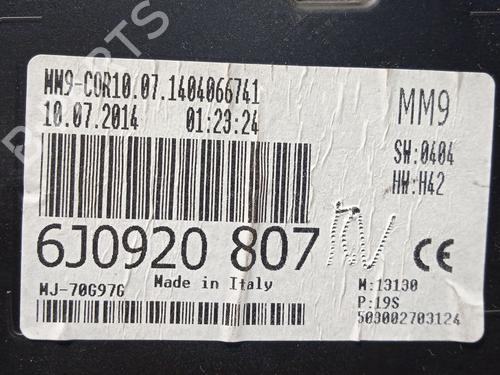 MM9-COR10.07.1404066741
10.07.2014 01:23:24
MM9
SW:0404
HW:H42
6J0920 807
MJ-70G97G Made in Italy
CE
M:13130
P:19S
503002703124